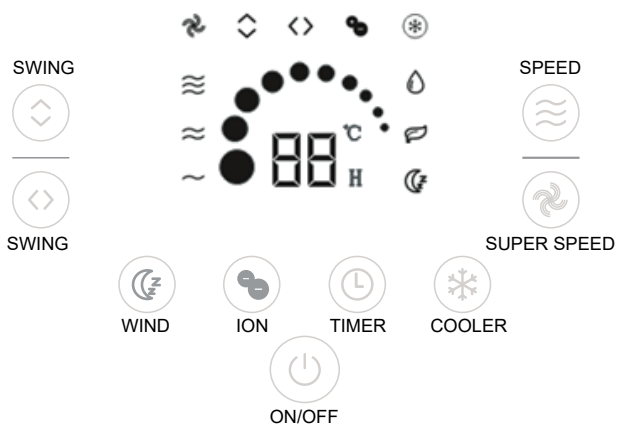 SWING
SPEED
88
°C
H
SWING
SUPER SPEED
WIND
ION
TIMER
COOLER
ON/OFF